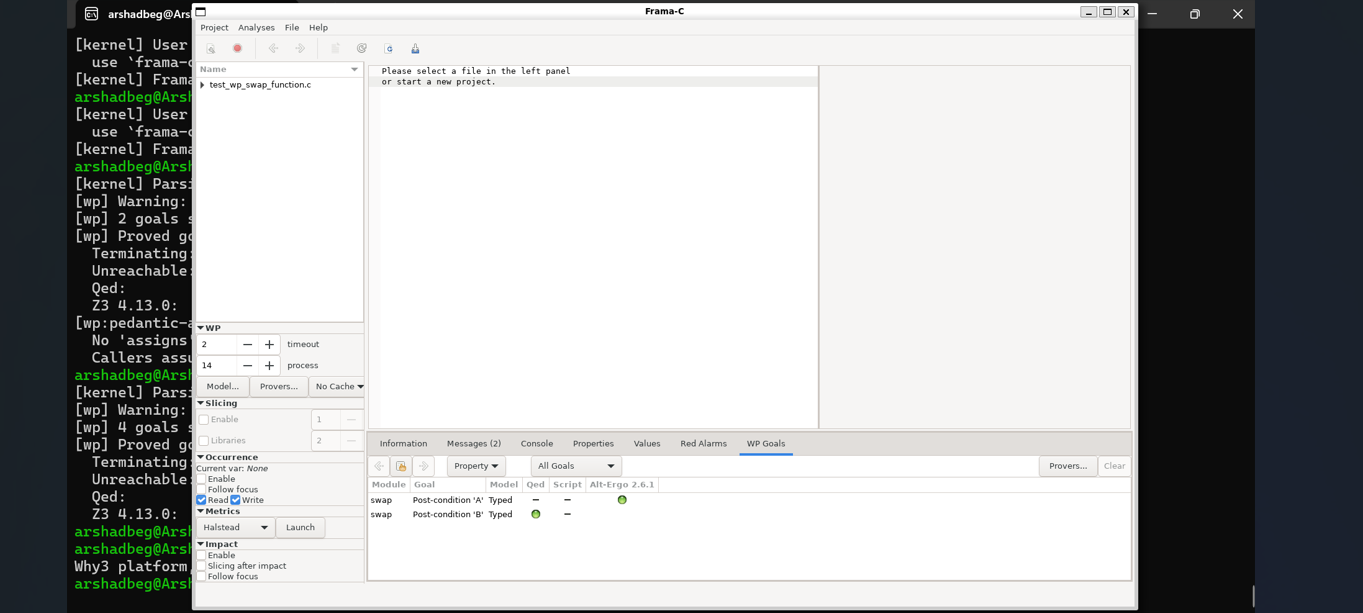 arshadbeg@Ars
[kernel] User
use `frama-c
[kernel] Frama
arshadbeg@Arsh
[kernel] User
use `frama-c
[kernel] Frama
arshadbeg@Arsh
[kernel] Parsi
[wp] Warning:
[wp] 2 goals s
[wp] Proved go
Terminating:
Unreachable:
Qed:
Z3 4.13.0:
[wp:pedantic-a
No 'assigns'
Callers assu
arshadbeg@Arsh
[kernel] Parsi
[wp] Warning:
[wp] 4 goals s
[wp] Proved go
Terminating:
Unreachable:
Qed:
Z3 4.13.0:
arshadbeg@Arsh
arshadbeg@Arsh
Why3 platform,
arshadbeg@Arsh
Frama-C
Project Analyses File Help
Name
test_wp_swap_function.c
Please select a file in the left panel
or start a new project.
WP
2 timeout
14 process
Model... Provers... No Cache
Slicing
Enable 1
Libraries 2
Occurrence
Current var: None
Enable
Follow focus
Read Write
Metrics
Halstead Launch
Impact
Enable
Slicing after impact
Follow focus
Information Messages (2) Console Properties Values Red Alarms WP Goals
Property All Goals Provers... Clear
Module Goal Model Qed Script Alt-Ergo 2.6.1
swap Post-condition 'A' Typed — —
swap Post-condition 'B' Typed —